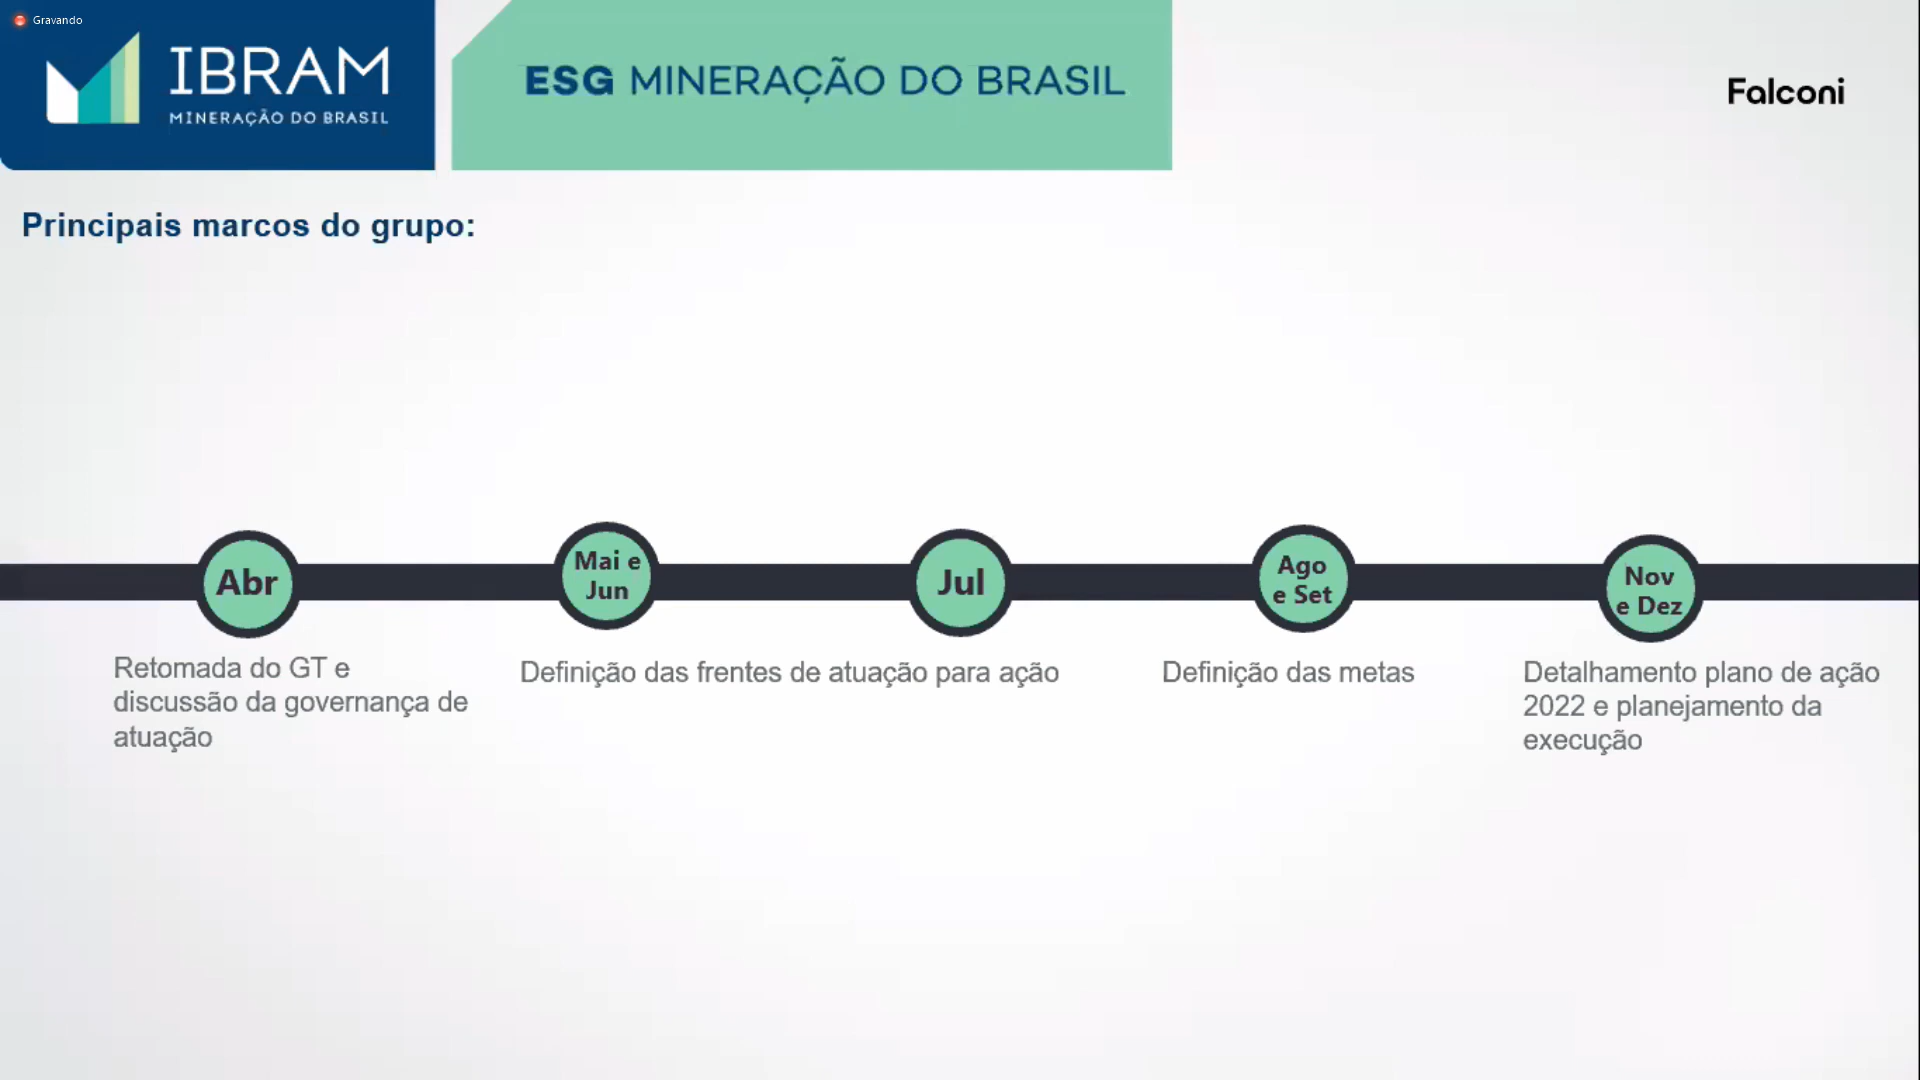 Gravando
IBRAM
MINERAÇÃO DO BRASIL
ESG MINERAÇÃO DO BRASIL
Falconi
Principais marcos do grupo:
Abr
Retomada do GT e
discussão da governança de
atuação
Mai e
Jun
Jul
Definição das frentes de atuação para ação
Ago
e Set
Definição das metas
Nov
e Dez
Detalhamento plano de ação
2022 e planejamento da
execução